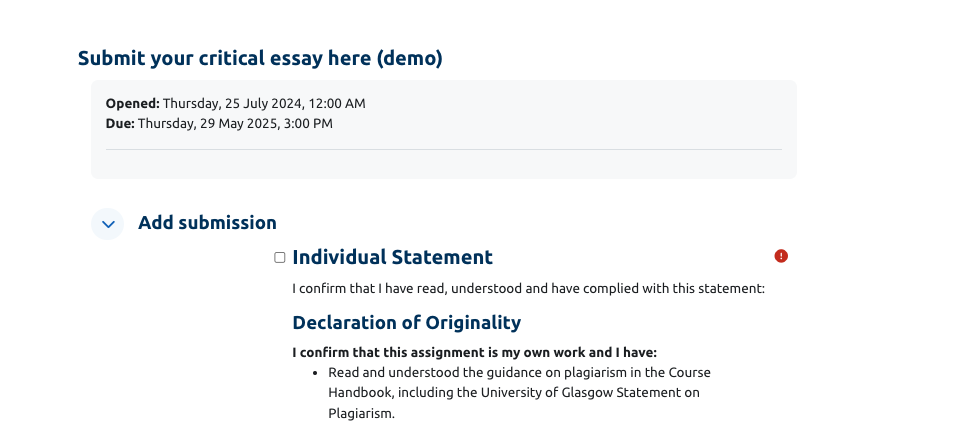 Submit your critical essay here (demo)
Opened: Thursday, 25 July 2024, 12:00 AM
Due: Thursday, 29 May 2025, 3:00 PM
Add submission
Individual Statement
I confirm that I have read, understood and have complied with this statement:
Declaration of Originality
I confirm that this assignment is my own work and I have:
• Read and understood the guidance on plagiarism in the Course
Handbook, including the University of Glasgow Statement on
Plagiarism.